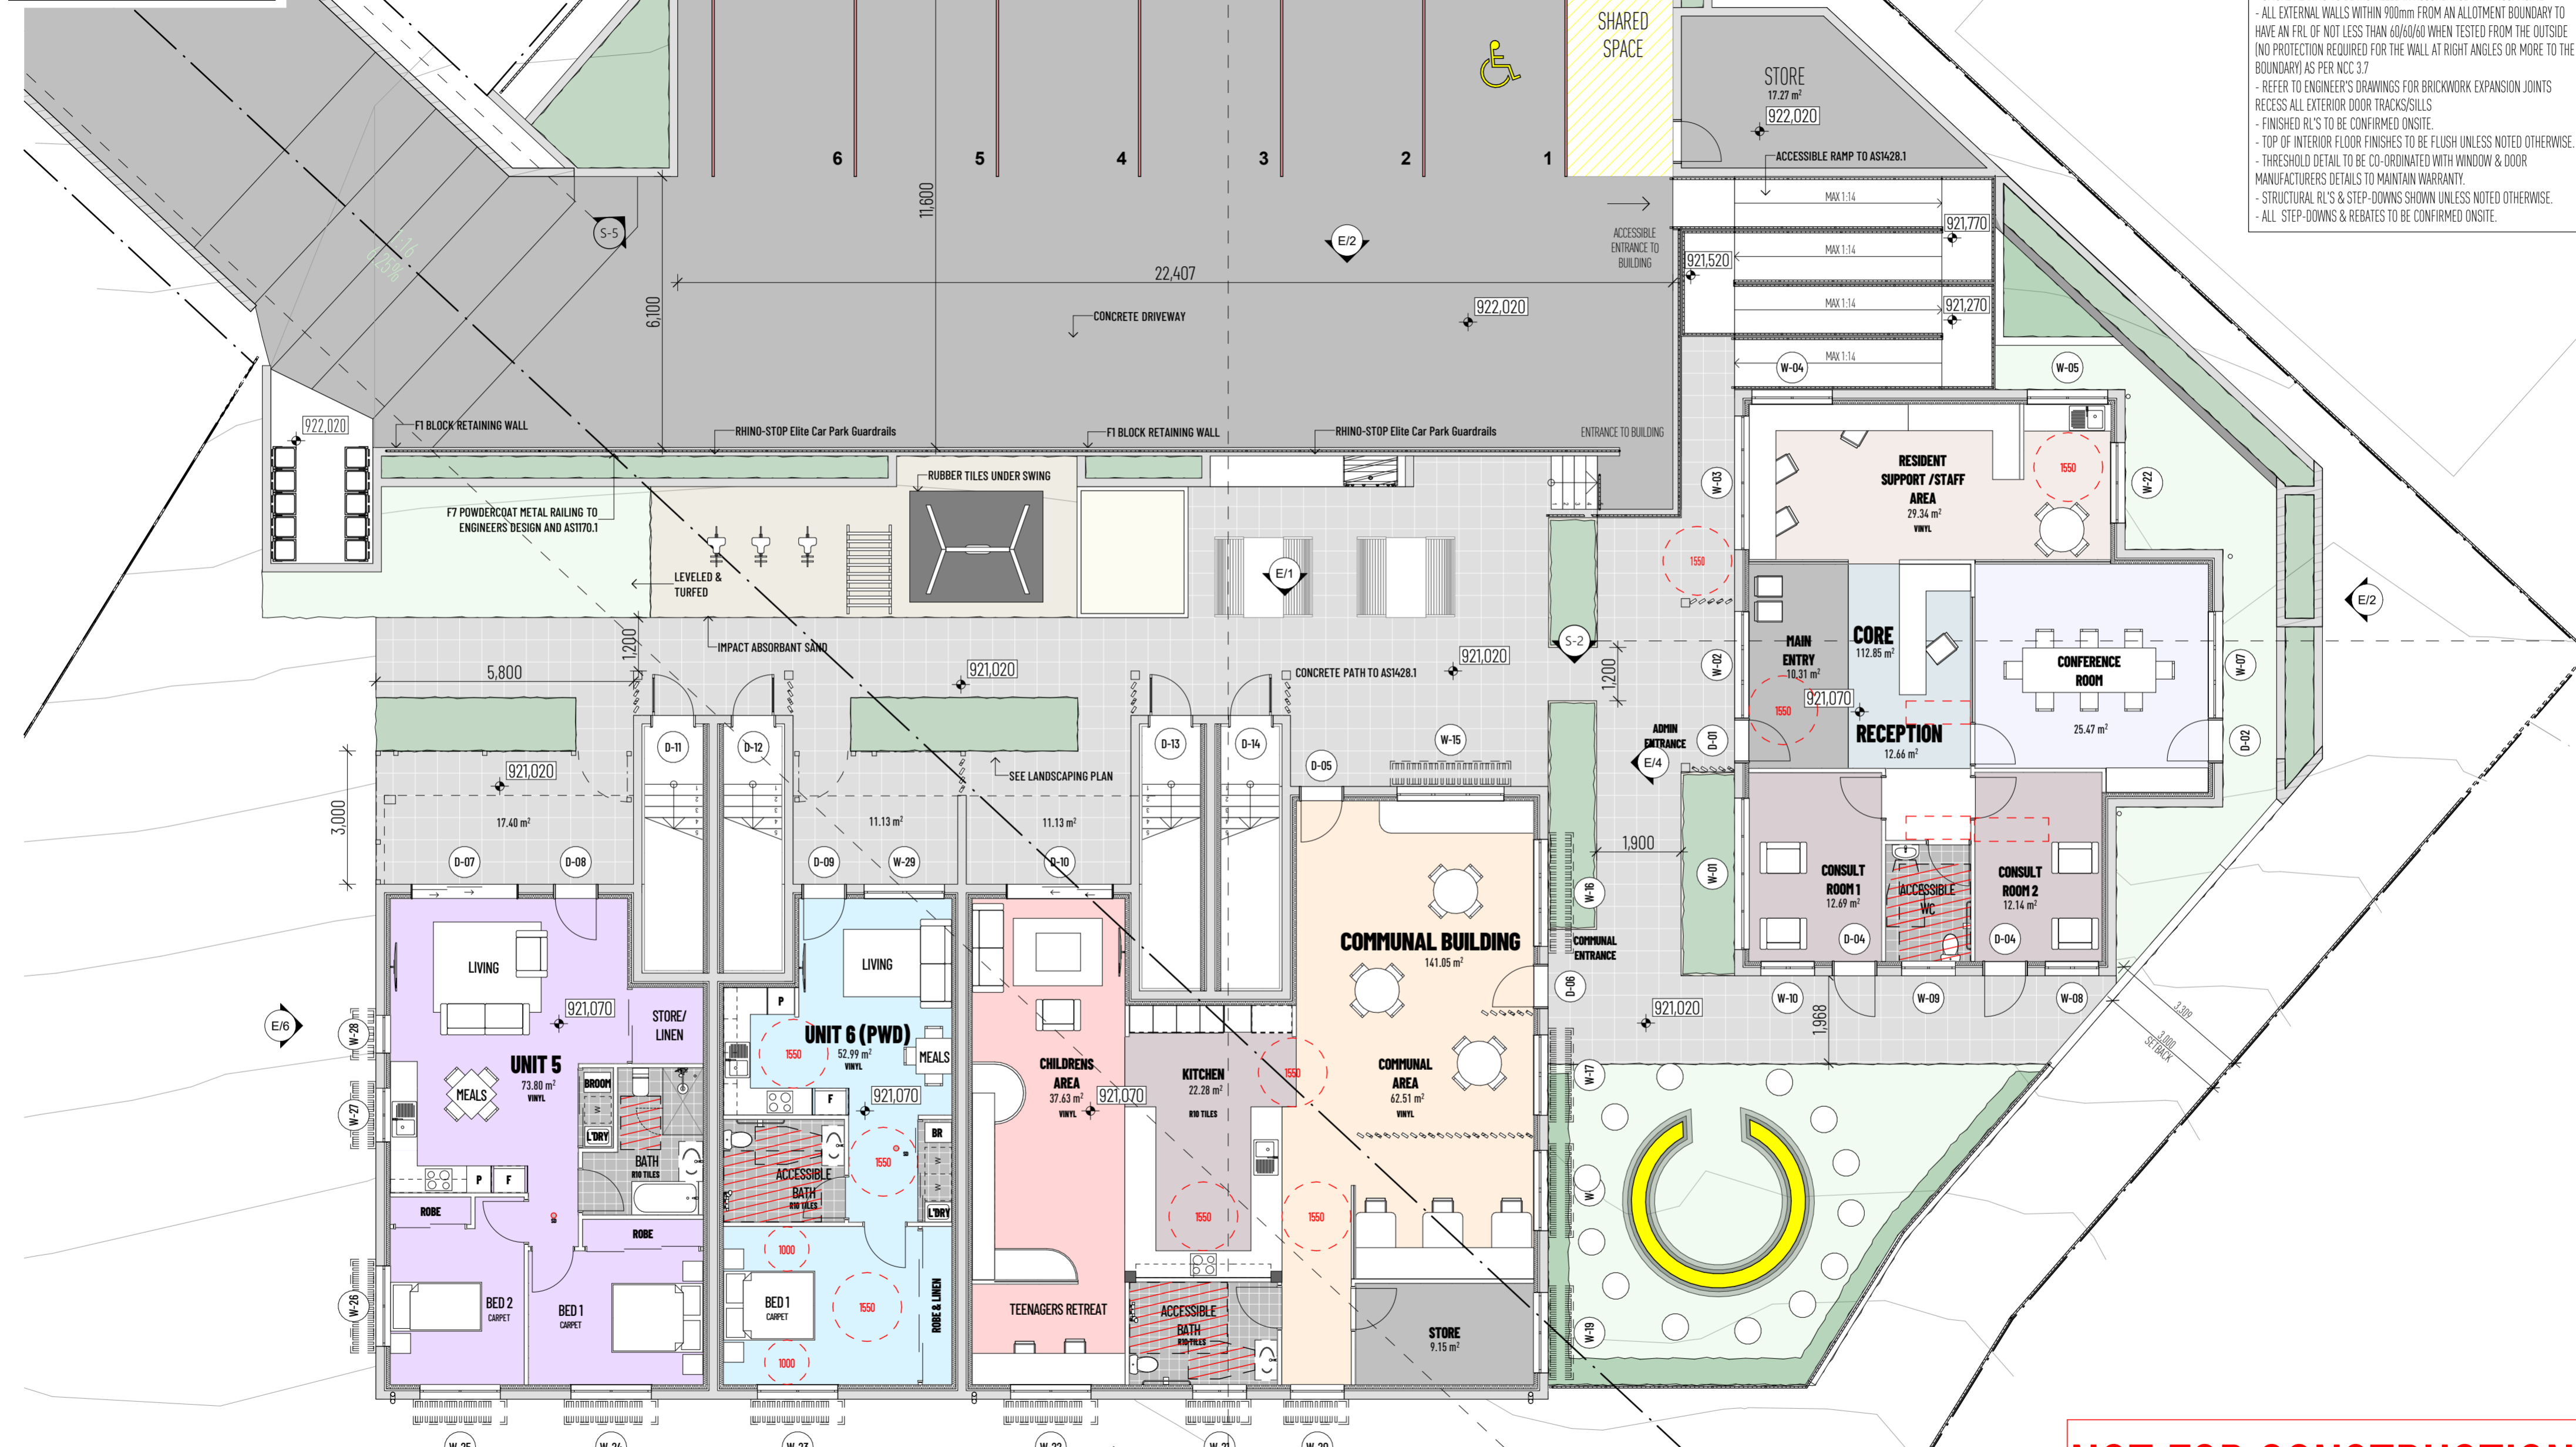 - ALL EXTERNAL WALLS WITHIN 900mm FROM AN ALLOTMENT BOUNDARY TO
HAVE AN FRL OF NOT LESS THAN 60/60/60 WHEN TESTED FROM THE OUTSIDE
(NO PROTECTION REQUIRED FOR THE WALL AT RIGHT ANGLES OR MORE TO THE
BOUNDARY) AS PER NCC 3.7
- REFER TO ENGINEER'S DRAWINGS FOR BRICKWORK EXPANSION JOINTS
RECESS ALL EXTERIOR DOOR TRACKS/SILLS
- FINISHED RL'S TO BE CONFIRMED ONSITE.
- TOP OF INTERIOR FLOOR FINISHES TO BE FLUSH UNLESS NOTED OTHERWISE.
- THRESHOLD DETAIL TO BE CO-ORDINATED WITH WINDOW & DOOR
MANUFACTURERS DETAILS TO MAINTAIN WARRANTY.
- STRUCTURAL RL'S & STEP-DOWNS SHOWN UNLESS NOTED OTHERWISE.
- ALL STEP-DOWNS & REBATES TO BE CONFIRMED ONSITE.
SHARED
SPACE
STORE
17.27 m²
922,020
6
5
4
3
2
1
ACCESSIBLE RAMP TO AS1428.1
MAX 1:14
921,770
MAX 1:14
921,520
MAX 1:14
921,270
MAX 1:14
ACCESSIBLE
ENTRANCE TO
BUILDING
S-5
1:16
6.25%
11,600
E/2
22,407
6,100
922,020
CONCRETE DRIVEWAY
W-04
W-05
922,020
F1 BLOCK RETAINING WALL
RHINO-STOP Elite Car Park Guardrails
F1 BLOCK RETAINING WALL
RHINO-STOP Elite Car Park Guardrails
ENTRANCE TO BUILDING
RUBBER TILES UNDER SWING
F7 POWDERCOAT METAL RAILING TO
ENGINEERS DESIGN AND AS1170.1
LEVELED &
TURFED
IMPACT ABSORBANT SAND
E/1
W-03
RESIDENT
SUPPORT /STAFF
AREA
29.34 m²
VINYL
1550
W-22
1550
E/2
5,800
1,200
921,020
CONCRETE PATH TO AS1428.1
921,020
S-2
1,200
W-02
MAIN
ENTRY
10.31 m²
CORE
112.85 m²
921,070
1550
RECEPTION
12.66 m²
CONFERENCE
ROOM
25.47 m²
W-07
D-02
ADMIN
ENTRANCE
D-01
E/4
D-11
D-12
D-13
D-14
D-05
W-15
SEE LANDSCAPING PLAN
921,020
3,000
17.40 m²
11.13 m²
11.13 m²
D-07
D-08
D-09
W-29
D-10
1,900
W-16
W-01
CONSULT
ROOM 1
12.69 m²
ACCESSIBLE
WC
CONSULT
ROOM 2
12.14 m²
D-04
D-04
COMMUNAL
ENTRANCE
D-06
W-10
W-09
W-08
921,020
1,968
3,309
3,000
SETBACK
E/6
W-28
W-27
W-26
LIVING
921,070
STORE/
LINEN
UNIT 5
73.80 m²
VINYL
MEALS
BROOM
W
L'DRY
BATH
R10 TILES
P
F
ROBE
ROBE
BED 2
CARPET
BED 1
CARPET
LIVING
P
UNIT 6 (PWD)
52.99 m²
VINYL
1550
MEALS
921,070
F
BR
W
W
L'DRY
1550
ACCESSIBLE
BATH
R10 TILES
1000
BED 1
CARPET
1550
1000
ROBE & LINEN
CHILDRENS
AREA
37.63 m²
VINYL
921,070
TEENAGERS RETREAT
KITCHEN
22.28 m²
R10 TILES
1550
1550
1550
ACCESSIBLE
BATH
R10 TILES
COMMUNAL BUILDING
141.05 m²
COMMUNAL
AREA
62.51 m²
VINYL
STORE
9.15 m²
W-17
W-19
W-25
W-24
W-23
W-22
W-21
W-20
NOT FOR CONSTRUCTION